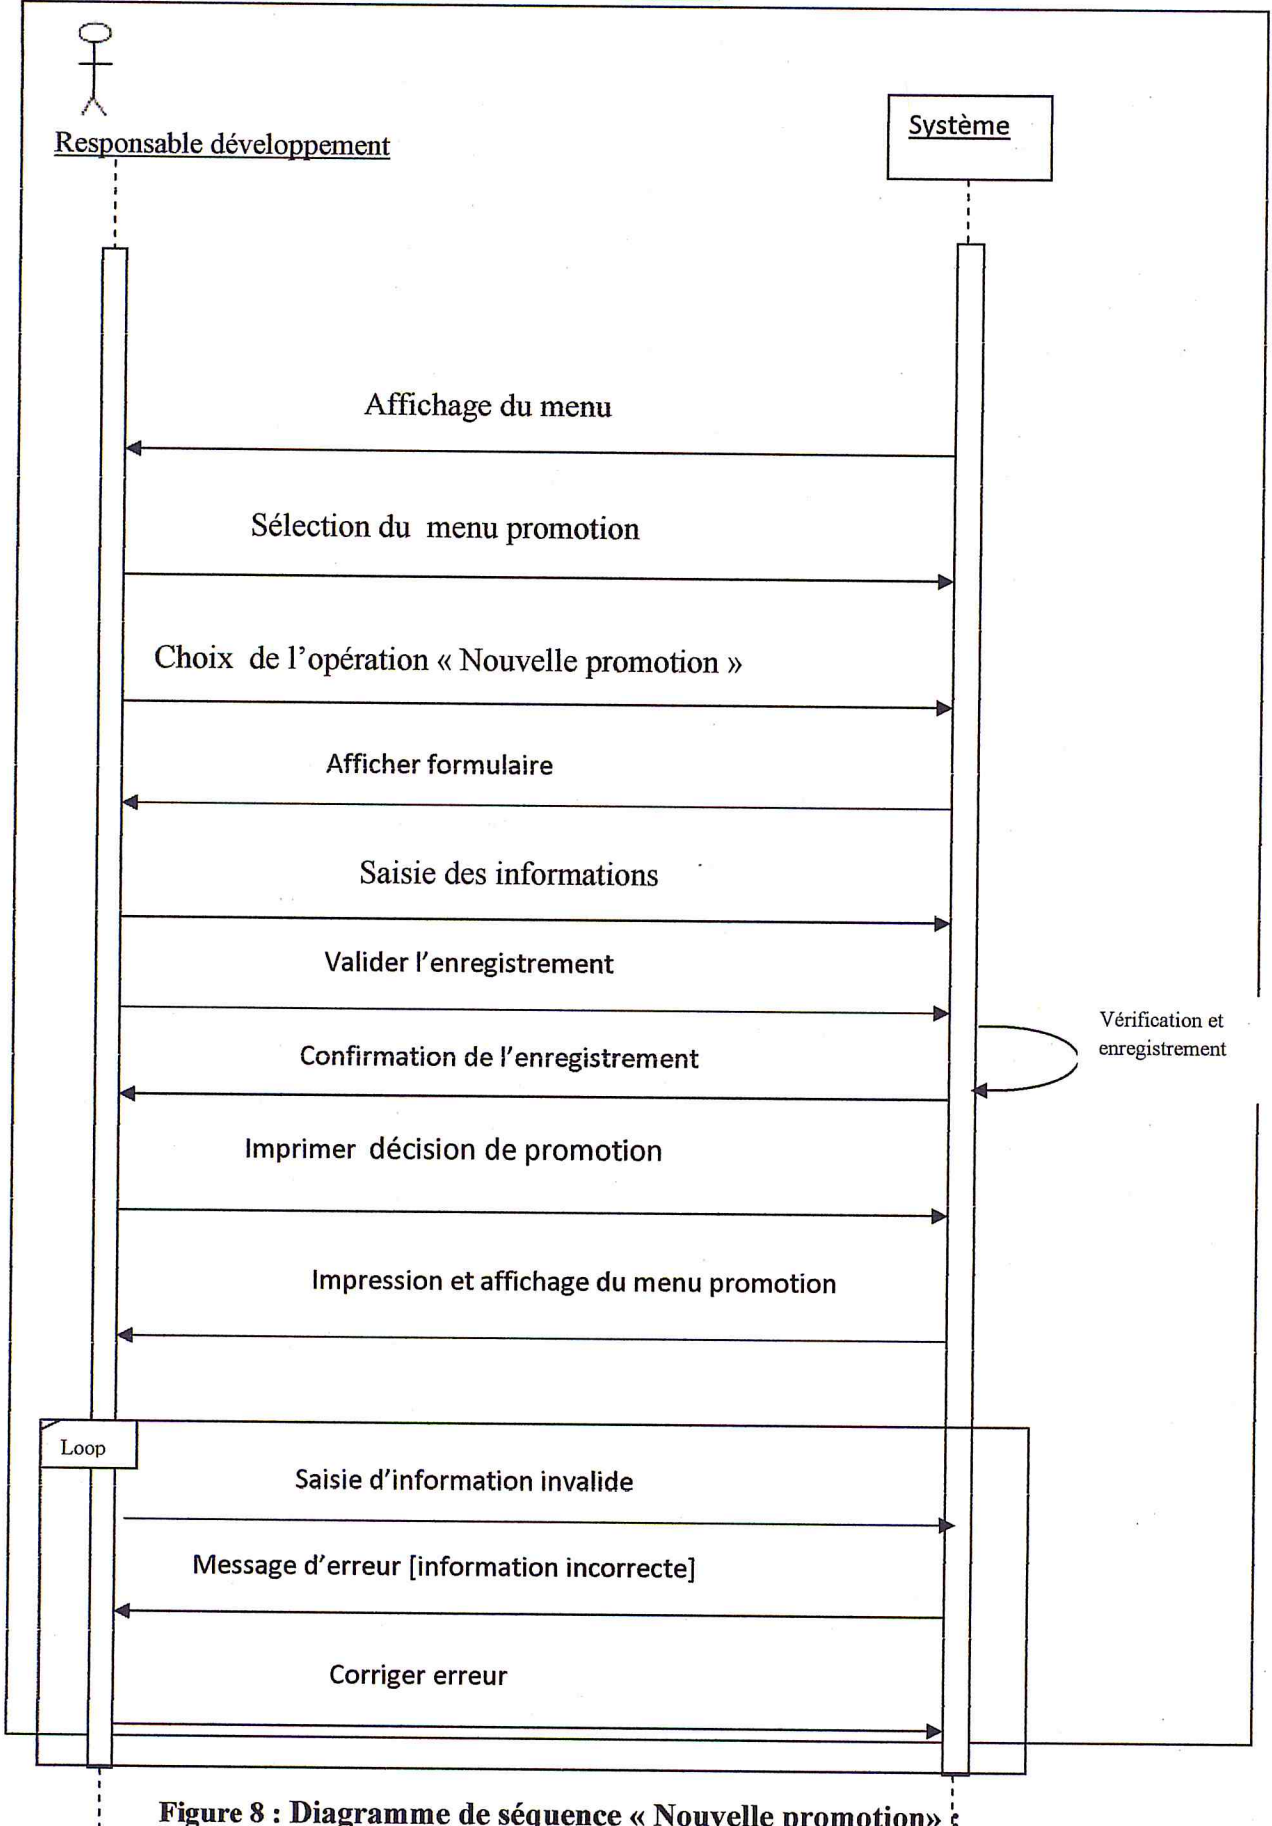 Responsable développement
Système
Affichage du menu
Sélection du menu promotion
Choix de l'opération « Nouvelle promotion »
Afficher formulaire
Saisie des informations
Valider l'enregistrement
Vérification et
enregistrement
Confirmation de l'enregistrement
Imprimer décision de promotion
Impression et affichage du menu promotion
Loop
Saisie d'information invalide
Message d'erreur [information incorrecte]
Corriger erreur
Figure 8 : Diagramme de séquence « Nouvelle promotion» :